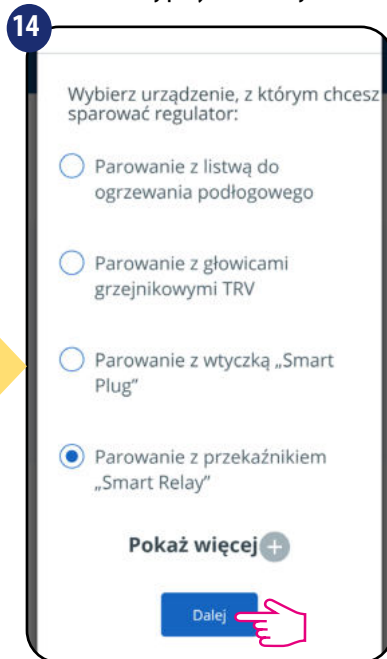 14
Wybierz urządzenie, z którym chcesz
sparować regulator:
Parowanie z listwą do
ogrzewania podłogowego
Parowanie z głowicami
grzejnikowymi TRV
Parowanie z wtyczką „Smart
Plug”
Parowanie z przekaźnikiem
„Smart Relay”
Pokaż więcej +
Dalej